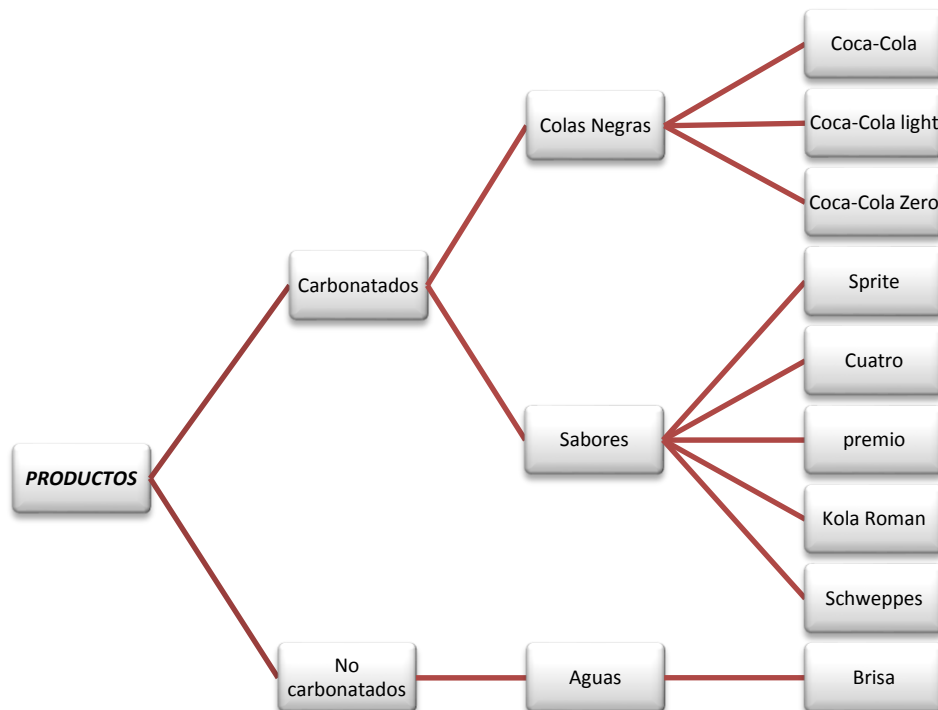 PRODUCTOS
Carbonatados
Colas Negras
Coca-Cola
Coca-Cola light
Coca-Cola Zero
Sabores
Sprite
Cuatro
premio
Kola Roman
Schweppes
No
carbonatados
Aguas
Brisa